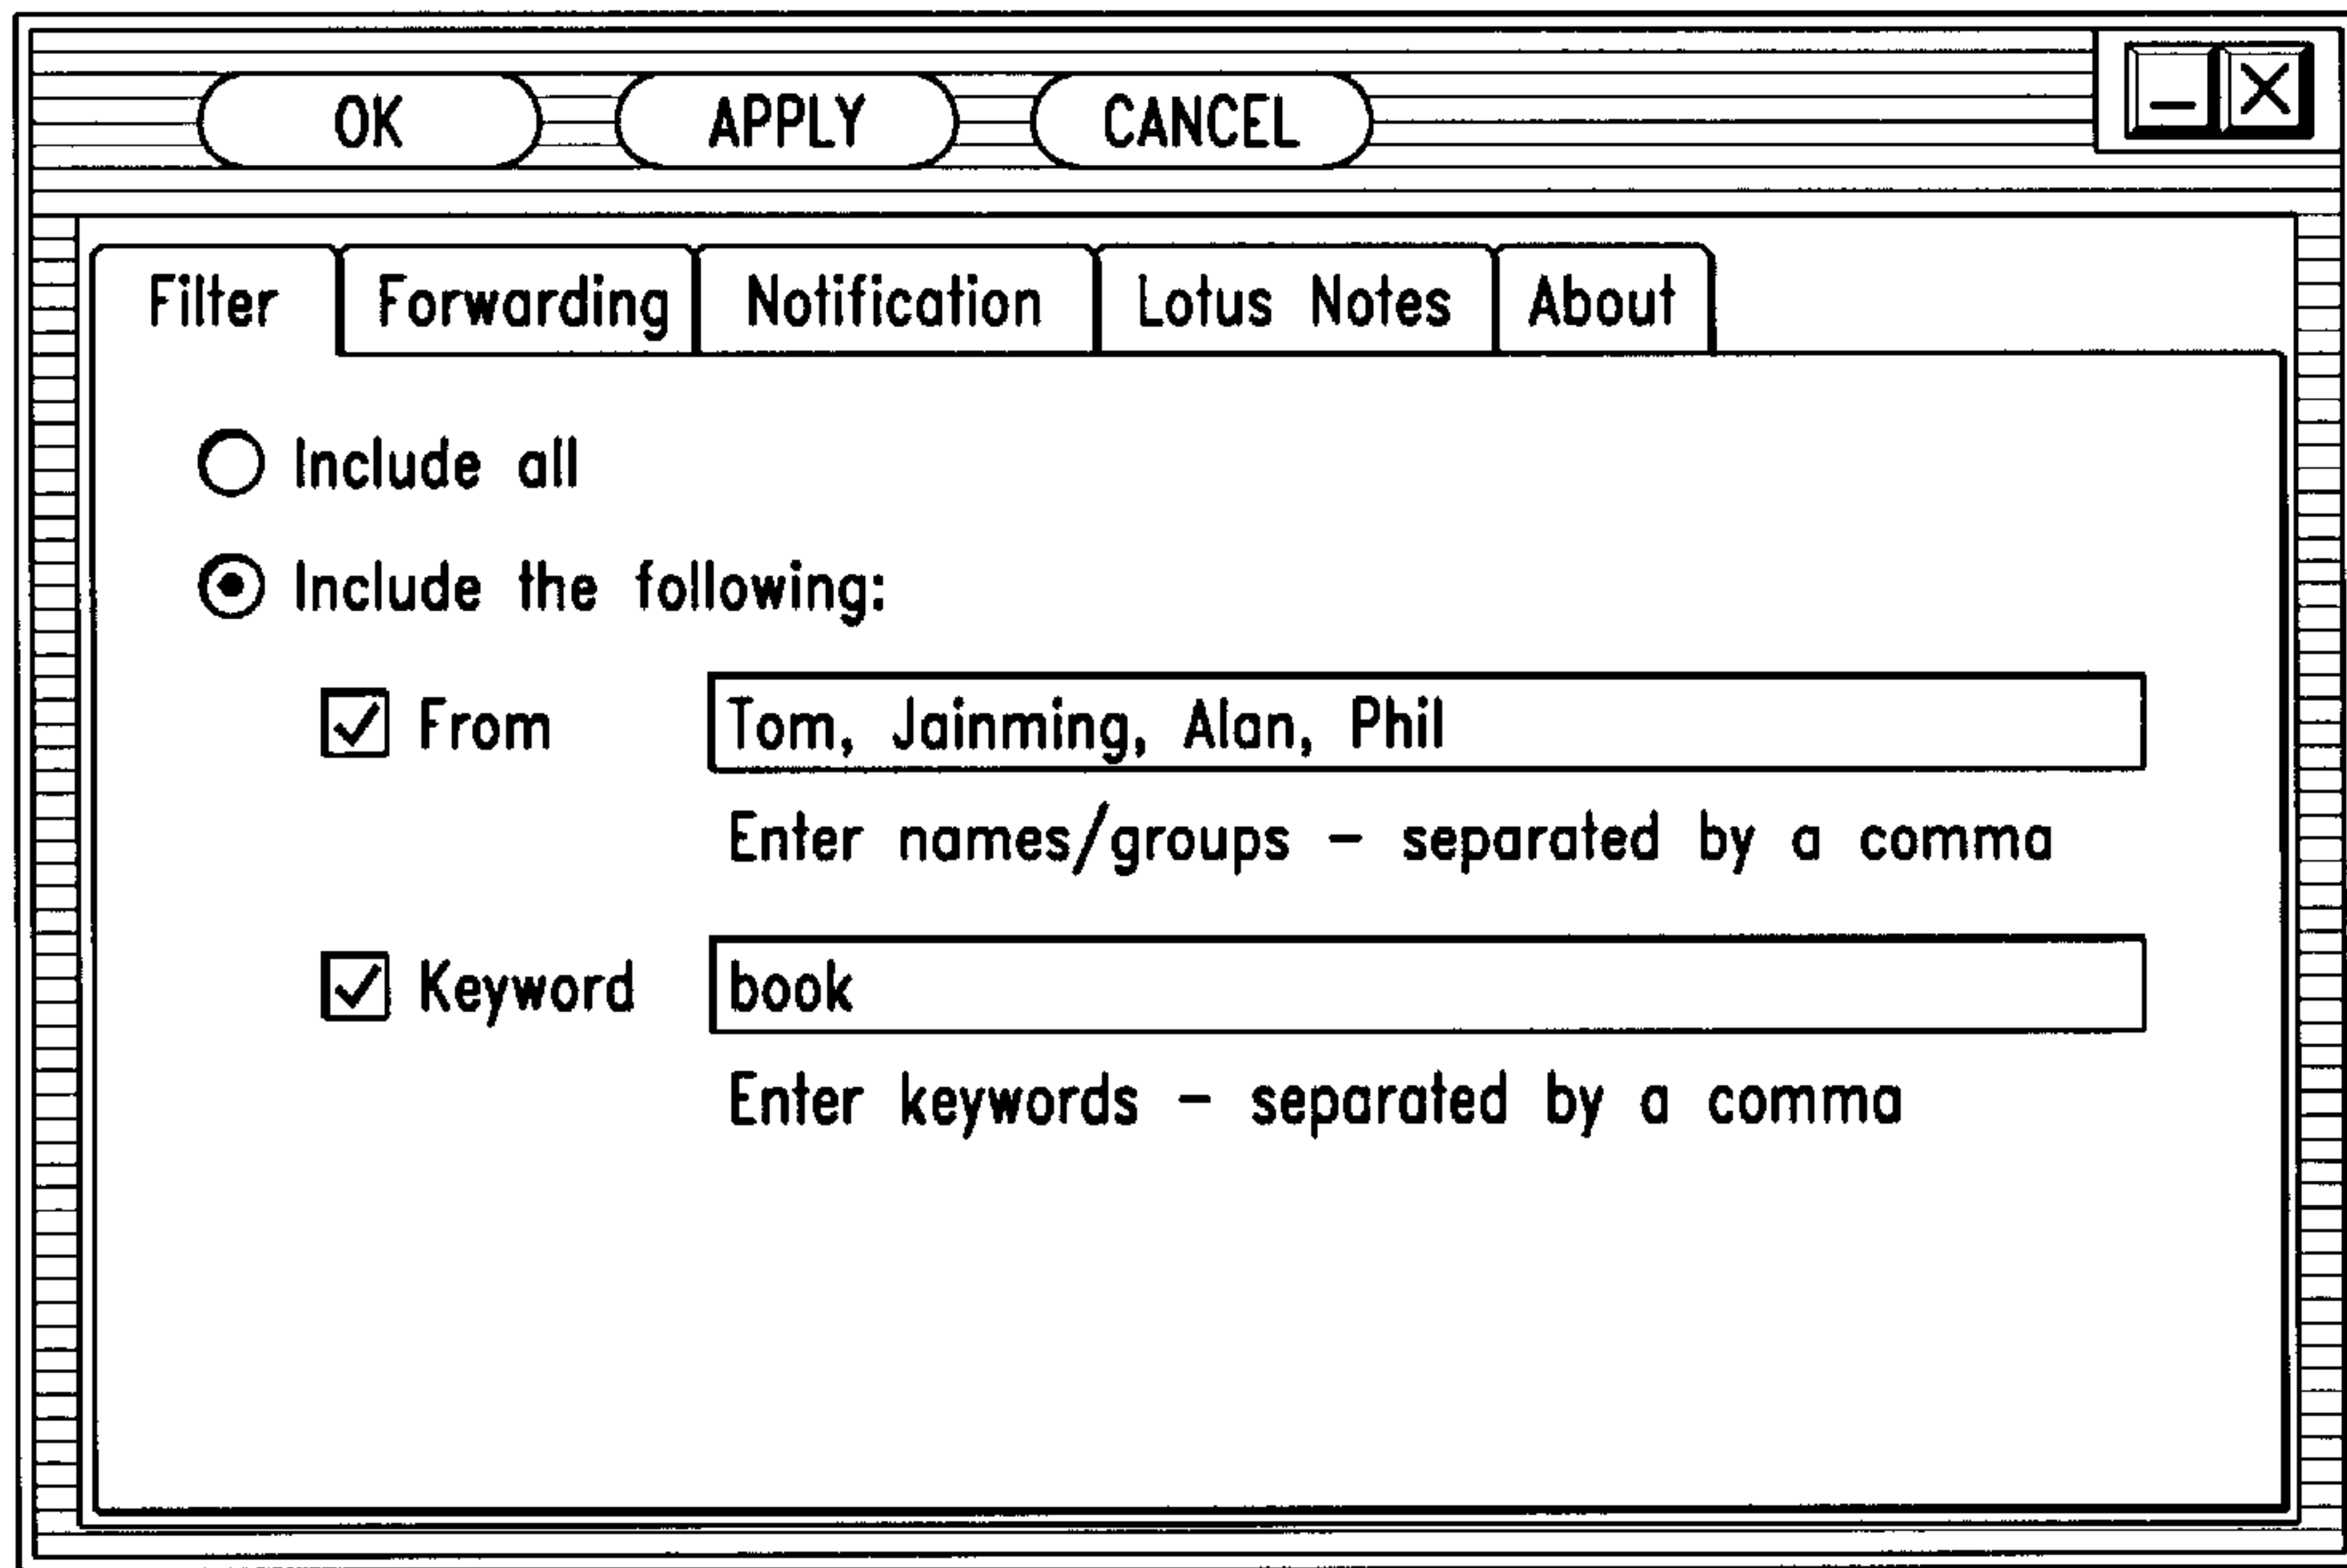 OK APPLY CANCEL
Filter Forwarding Notification Lotus Notes About
Include all
Include the following:
From Tom, Jainming, Alan, Phil
Enter names/groups – separated by a comma
Keyword book
Enter keywords – separated by a comma